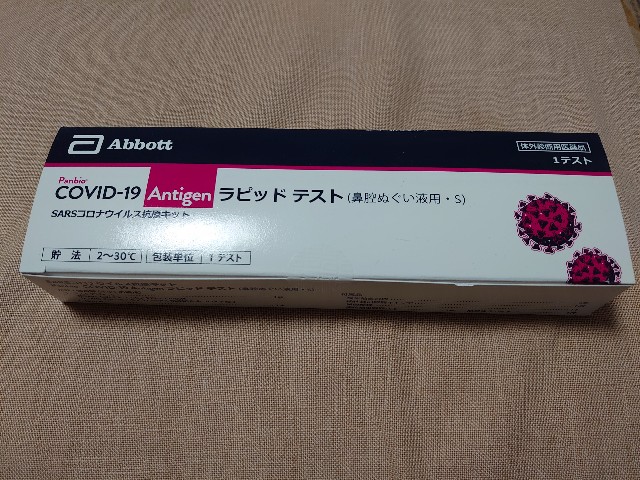 Abbott
体外診断用医薬品
1テスト
Panbio
COVID-19 Antigen ラピッド テスト (鼻腔ぬぐい液用・S)
SARSコロナウイルス抗原キット
貯 法 2~30℃ 包装単位 1テスト